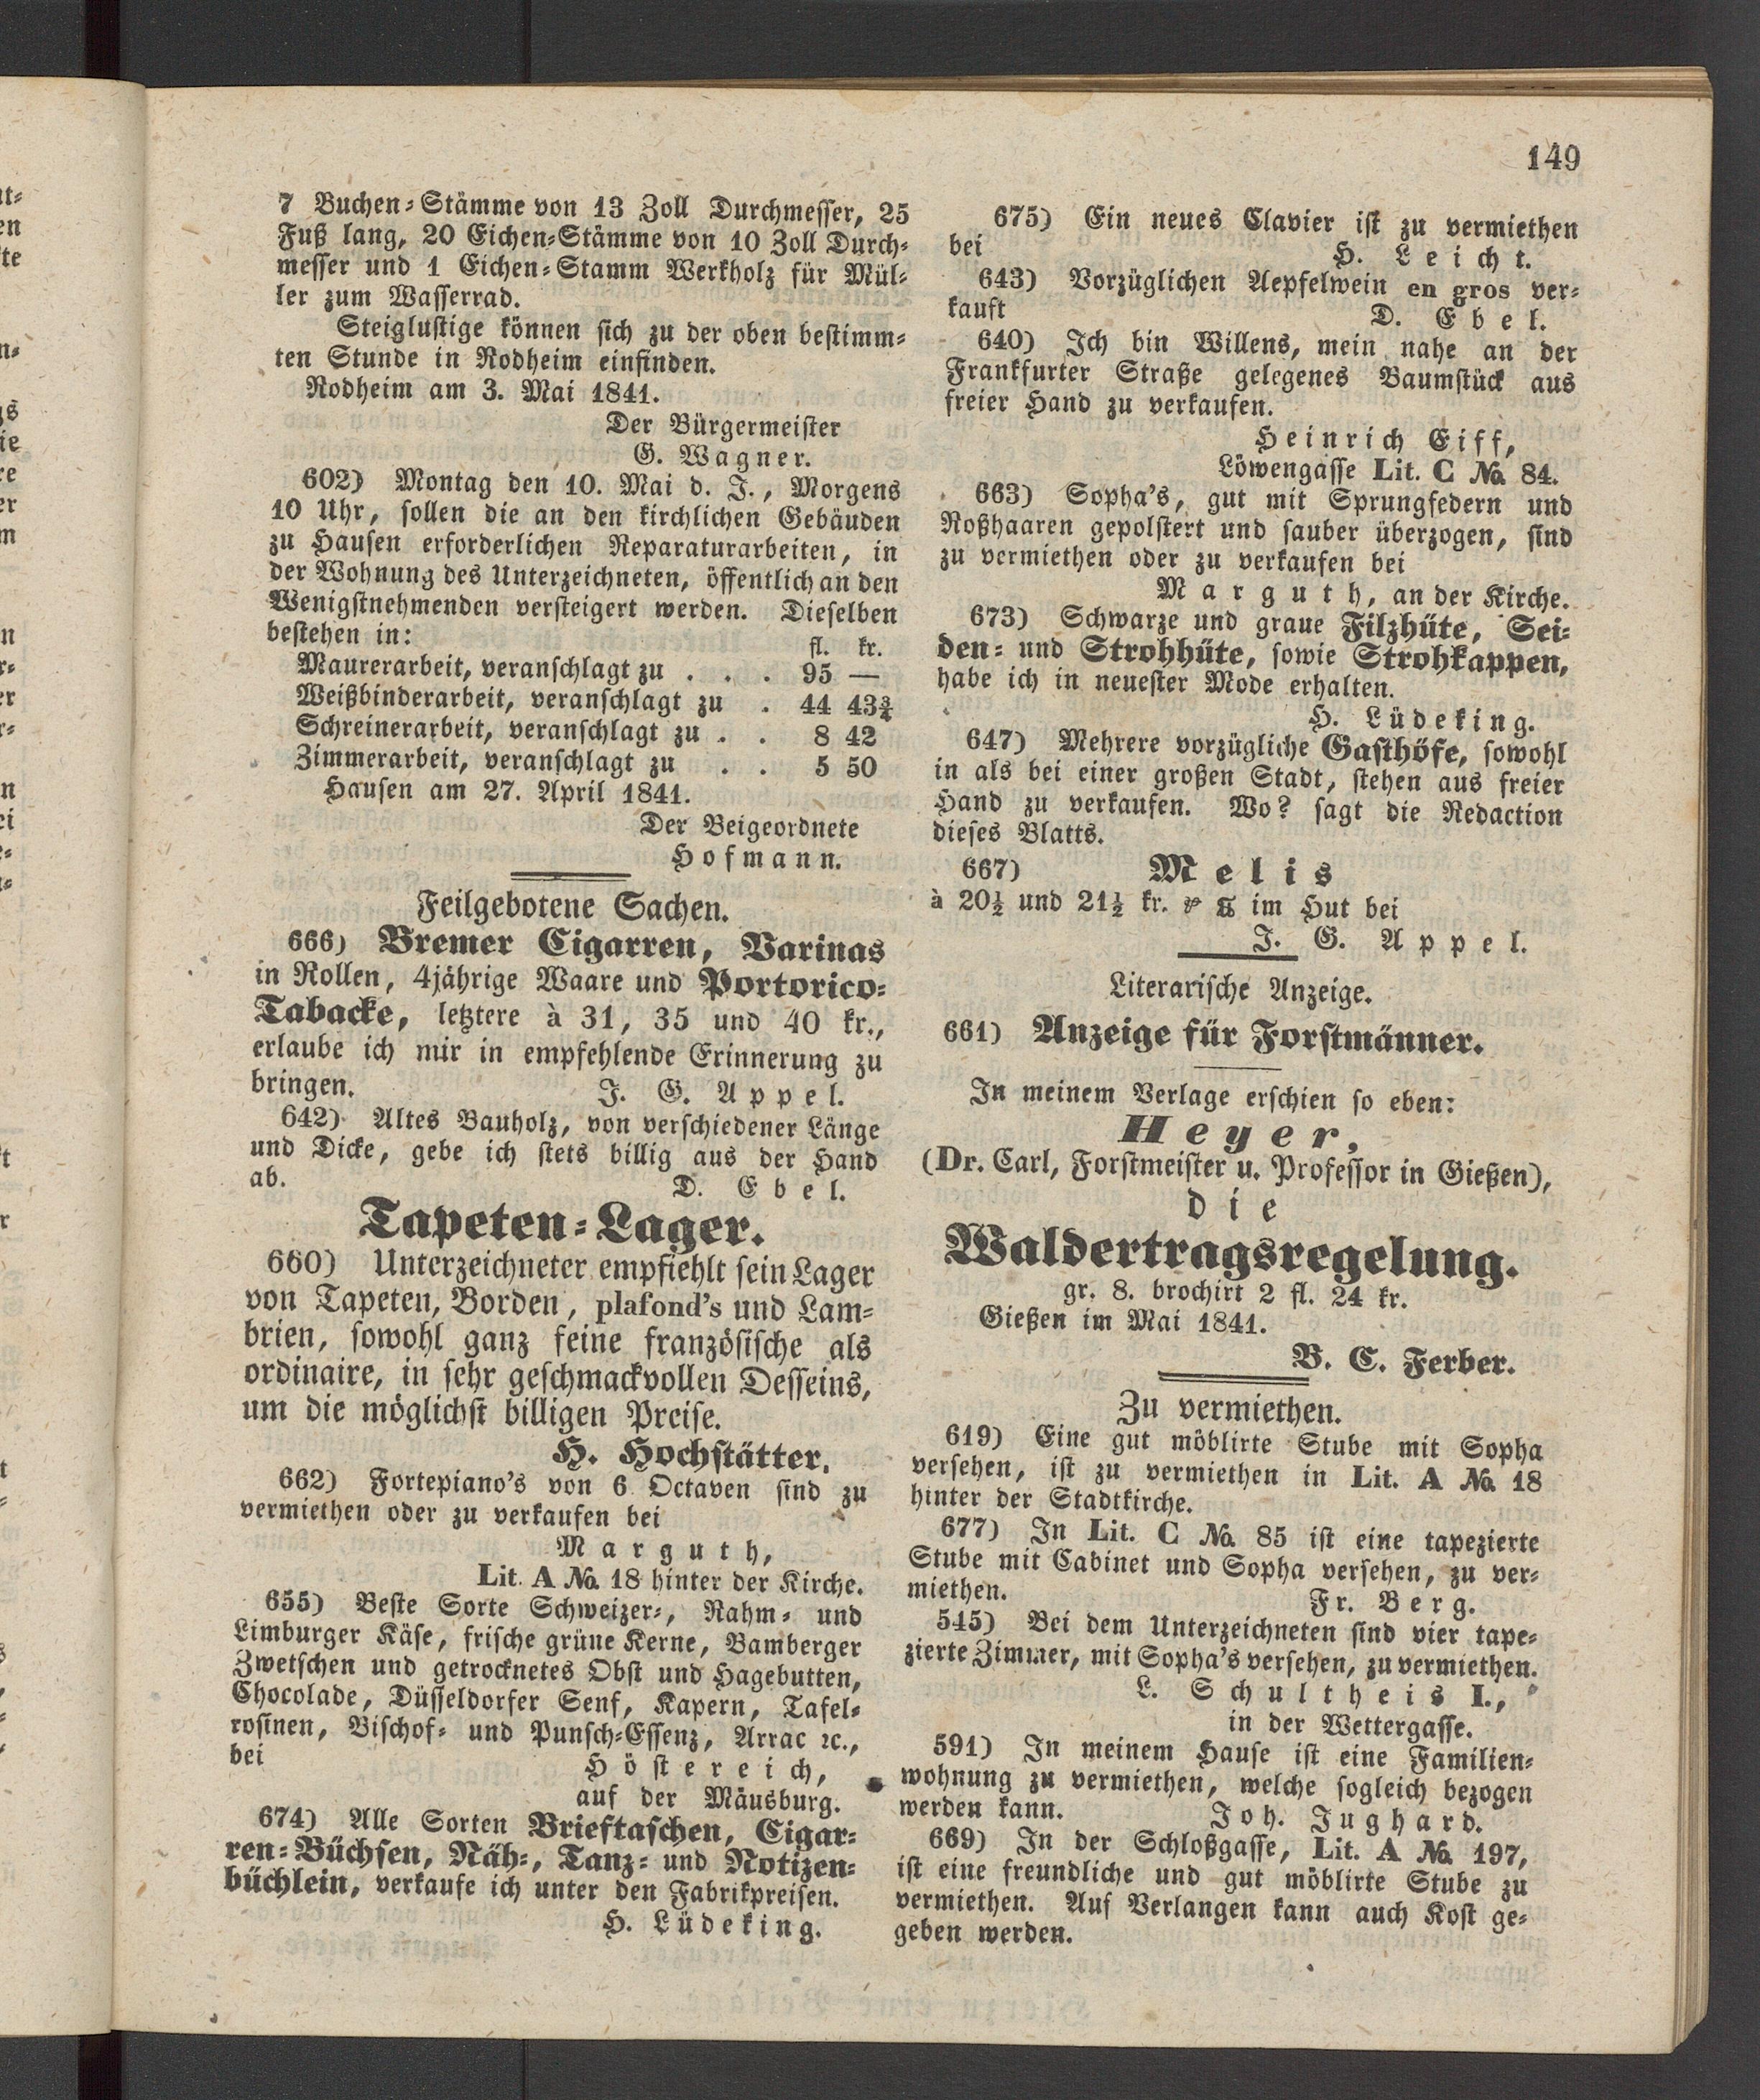 149
7 Buchen-Stämme von 13 Zoll Durchmesser, 25
Fuß lang, 20 Eichen-Stämme von 10 Zoll Durch-
messer und 1 Eichen-Stamm Werkholz für Mül-
ler zum Wasserrad.
Steiglustige können sich zu der oben bestimm-
ten Stunde in Rodheim einfinden.
Rodheim am 3. Mai 1841.
Der Bürgermeister
G. Wagner.
602) Montag den 10. Mai d. J., Morgens
10 Uhr, sollen die an den kirchlichen Gebäuden
zu Hausen erforderlichen Reparaturarbeiten, in
der Wohnung des Unterzeichneten, öffentlich an den
Wenigstnehmenden versteigert werden. Dieselben
bestehen in: fl. kr.
Maurerarbeit, veranschlagt zu . . . 95 —
Weißbinderarbeit, veranschlagt zu . 44 43¾
Schreinerarbeit, veranschlagt zu . . 8 42
Zimmerarbeit, veranschlagt zu . . 5 50
Hausen am 27. April 1841.
Der Beigeordnete
Hofmann.
Feilgebotene Sachen.
666) Bremer Cigarren, Varinas
in Rollen, 4jährige Waare und Portorico-
Tabacke, letztere à 31, 35 und 40 kr.,
erlaube ich mir in empfehlende Erinnerung zu
bringen. J. G. Appel.
642) Altes Bauholz, von verschiedener Länge
und Dicke, gebe ich stets billig aus der Hand
ab. D. Ebel.
Tapeten-Lager.
660) Unterzeichneter empfiehlt sein Lager
von Tapeten, Borden, plafond's und Lam-
brien, sowohl ganz feine französische als
ordinaire, in sehr geschmackvollen Desseins,
um die möglichst billigen Preise.
H. Hochstätter.
662) Fortepiano's von 6 Octaven sind zu
vermiethen oder zu verkaufen bei
Marguth,
Lit. A No. 18 hinter der Kirche.
655) Beste Sorte Schweizer-, Rahm- und
Limburger Käse, frische grüne Kerne, Bamberger
Zwetschen und getrocknetes Obst und Hagebutten,
Chocolade, Düsseldorfer Senf, Kapern, Tafel-
rosinen, Bischof- und Punsch-Essenz, Arrac ꝛc.,
bei Höstereich,
auf der Mäusburg.
674) Alle Sorten Brieftaschen, Cigar-
ren-Büchsen, Näh-, Tanz- und Notizen-
büchlein, verkaufe ich unter den Fabrikpreisen.
H. Lüdeking.
675) Ein neues Clavier ist zu vermiethen
bei H. Leicht.
643) Vorzüglichen Aepfelwein en gros ver-
kauft D. Ebel.
640) Ich bin Willens, mein nahe an der
Frankfurter Straße gelegenes Baumstück aus
freier Hand zu verkaufen.
Heinrich Eiff,
Löwengasse Lit. C No. 84.
663) Sopha's, gut mit Sprungfedern und
Roßhaaren gepolstert und sauber überzogen, sind
zu vermiethen oder zu verkaufen bei
Marguth, an der Kirche.
673) Schwarze und graue Filzhüte, Sei-
den- und Strohhüte, sowie Strohkappen,
habe ich in neuester Mode erhalten.
H. Lüdeking.
647) Mehrere vorzügliche Gasthöfe, sowohl
in als bei einer großen Stadt, stehen aus freier
Hand zu verkaufen. Wo? sagt die Redaction
dieses Blatts.
667) Melis
à 20½ und 21½ kr. ℔ im Hut bei
J. G. Appel.
Literarische Anzeige.
661) Anzeige für Forstmänner.
In meinem Verlage erschien so eben:
Heyer,
(Dr. Carl, Forstmeister u. Professor in Gießen),
die
Waldertragsregelung.
gr. 8. brochirt 2 fl. 24 kr.
Gießen im Mai 1841.
B. C. Ferber.
Zu vermiethen.
619) Eine gut möblirte Stube mit Sopha
versehen, ist zu vermiethen in Lit. A No. 18
hinter der Stadtkirche.
677) In Lit. C No. 85 ist eine tapezierte
Stube mit Cabinet und Sopha versehen, zu ver-
miethen. Fr. Berg.
545) Bei dem Unterzeichneten sind vier tape-
zierte Zimmer, mit Sopha's versehen, zu vermiethen.
L. Schultheis I.,
in der Wettergasse.
591) In meinem Hause ist eine Familien-
wohnung zu vermiethen, welche sogleich bezogen
werden kann. Joh. Jughard.
669) In der Schloßgasse, Lit. A No. 197,
ist eine freundliche und gut möblirte Stube zu
vermiethen. Auf Verlangen kann auch Kost ge-
geben werden.